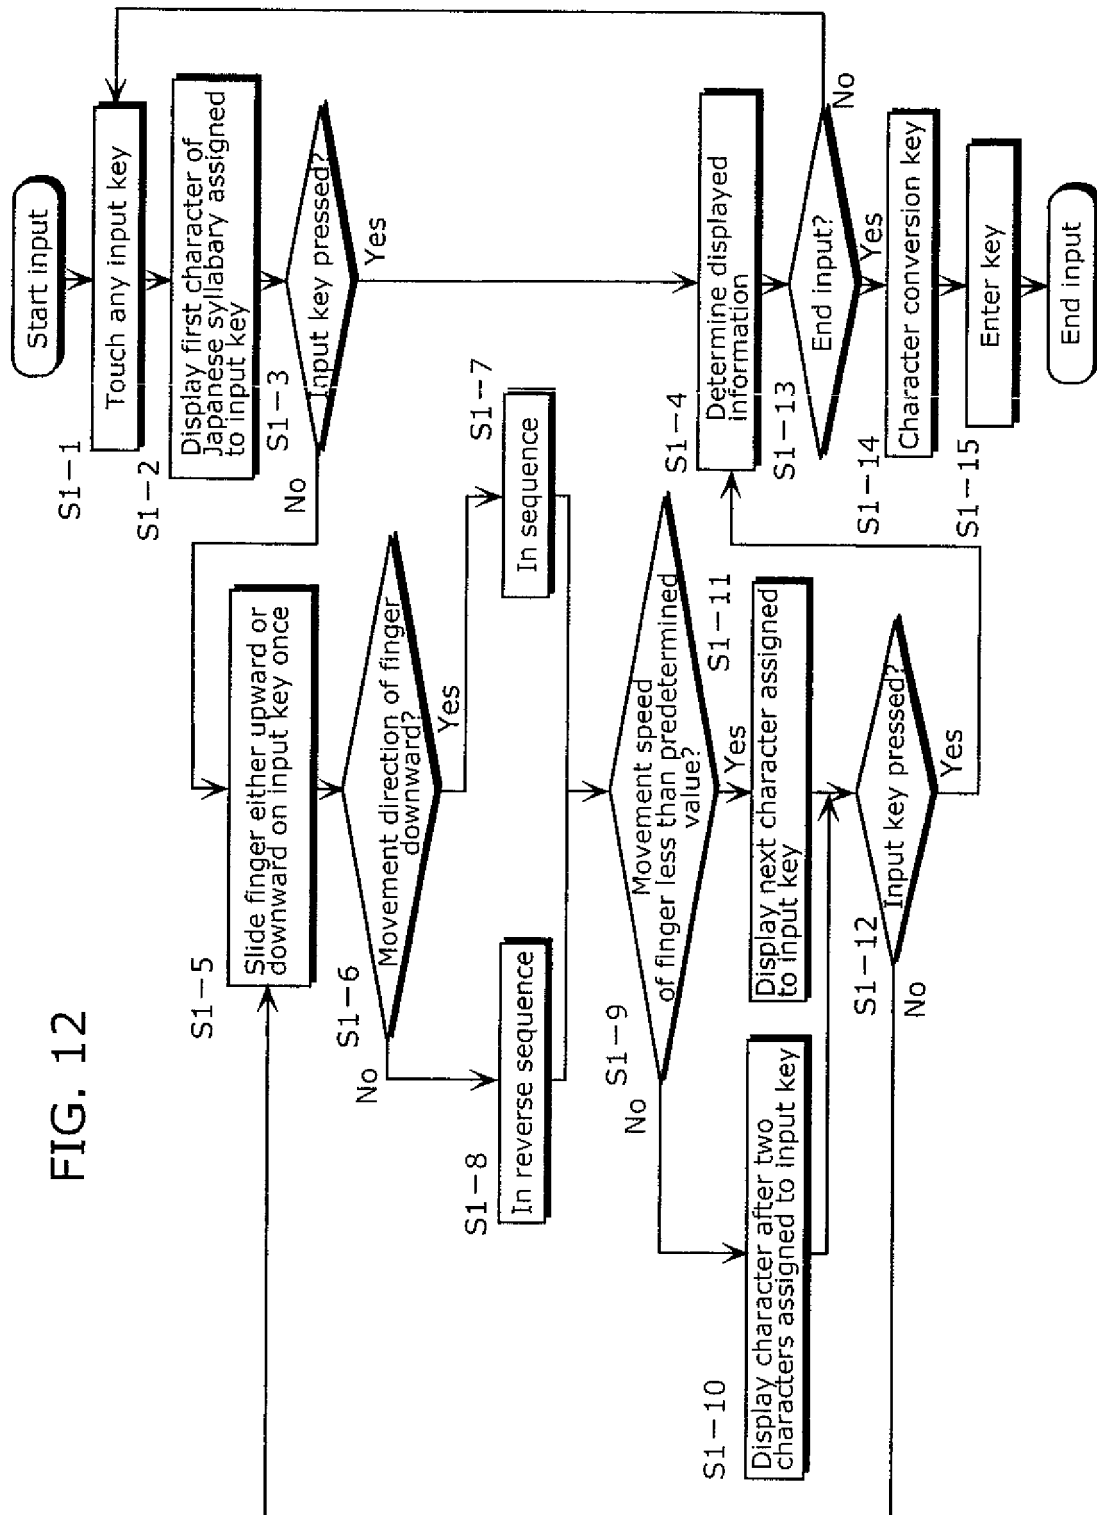 FIG. 12
Start input
S1-1
Touch any input key
S1-2
Display first character of
Japanese syllabary assigned
to input key
S1-3
Input key pressed?
No
Yes
S1-5
Slide finger either upward or
downward on input key once
S1-6
Movement direction of finger
downward?
No
Yes
S1-8
In reverse sequence
S1-7
In sequence
S1-9
Movement speed
of finger less than predetermined
value?
No
Yes
S1-10
Display character after two
characters assigned to input key
S1-11
Display next character assigned
to input key
S1-12
Input key pressed?
No
Yes
S1-4
Determine displayed
information
S1-13
End input?
No
Yes
S1-14
Character conversion key
S1-15
Enter key
End input